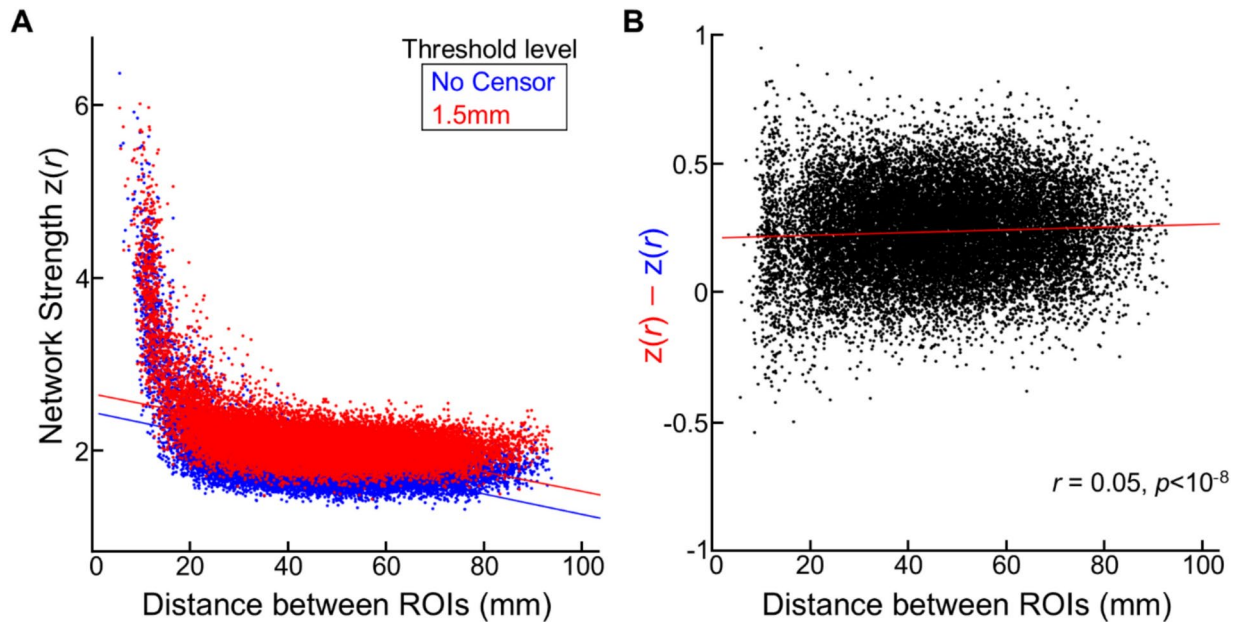 A
Threshold level
No Censor
1.5mm
Network Strength z(r)
6
4
2
0 20 40 60 80 100
Distance between ROIs (mm)
B
z(r) − z(r)
1
0.5
0
-0.5
-1
r = 0.05, p<10⁻⁸
0 20 40 60 80 100
Distance between ROIs (mm)